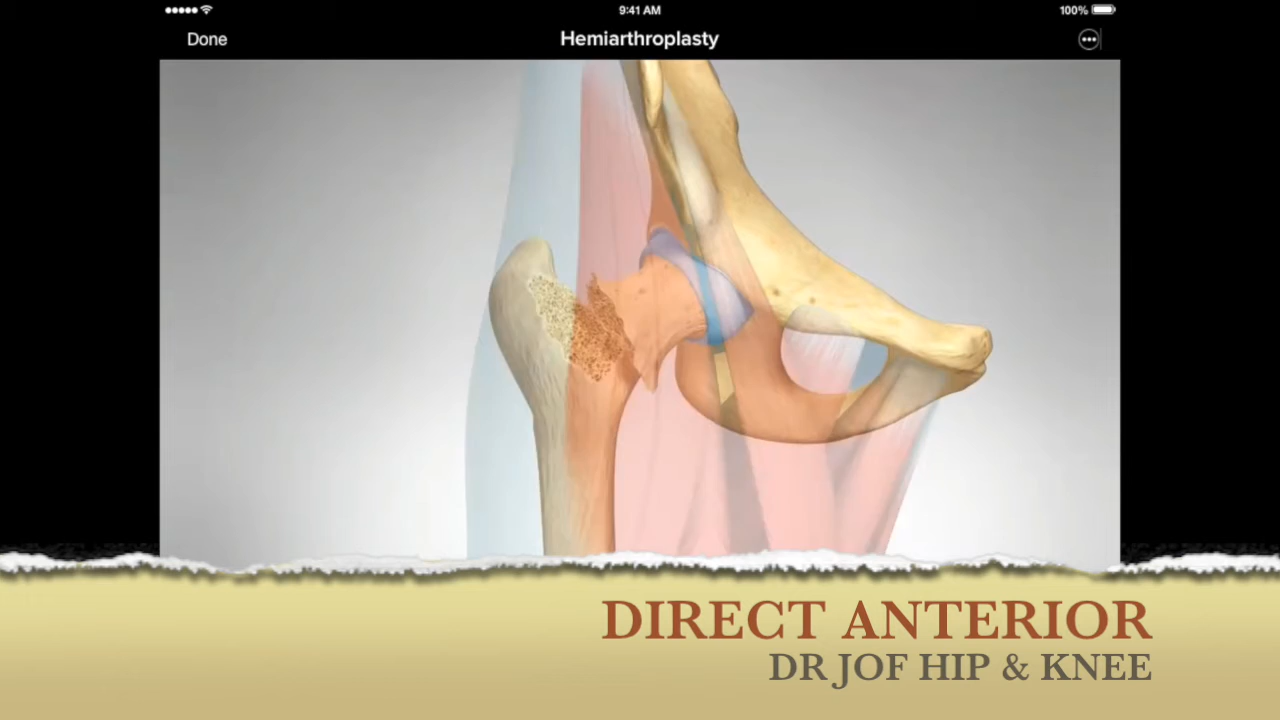 9:41 AM
100%
Done
Hemiarthroplasty
DIRECT ANTERIOR
DR JOF HIP & KNEE